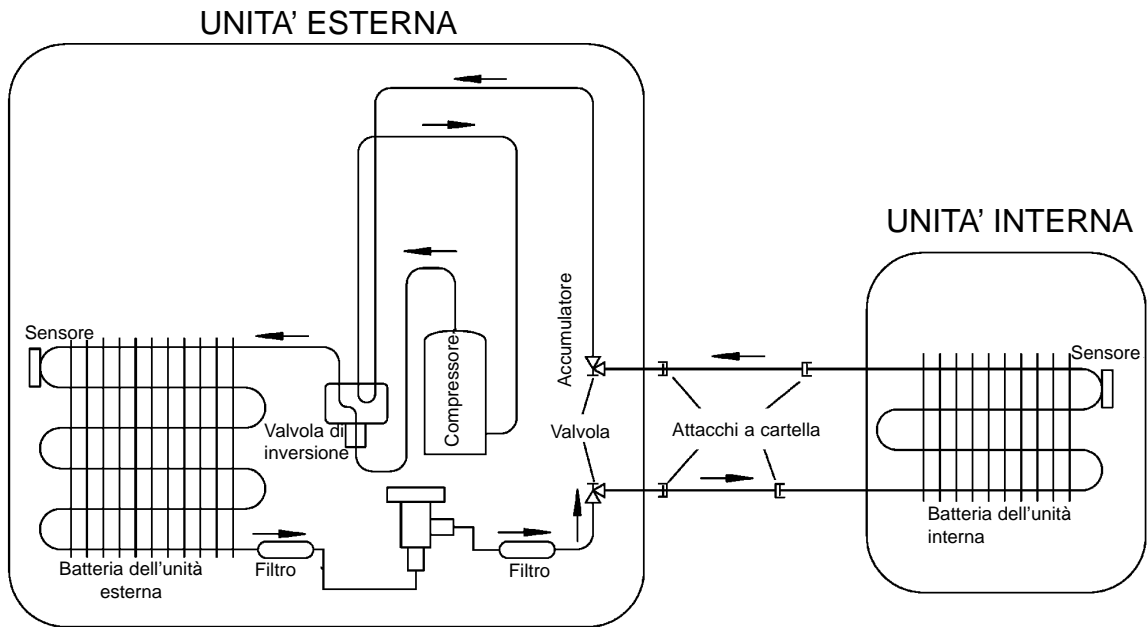 UNITA' ESTERNA
UNITA' INTERNA
Sensore
Compressore
Accumulatore
Sensore
Valvola di
inversione
Valvola
Attacchi a cartella
Batteria dell'unità
interna
Batteria dell'unità
esterna
Filtro
Filtro